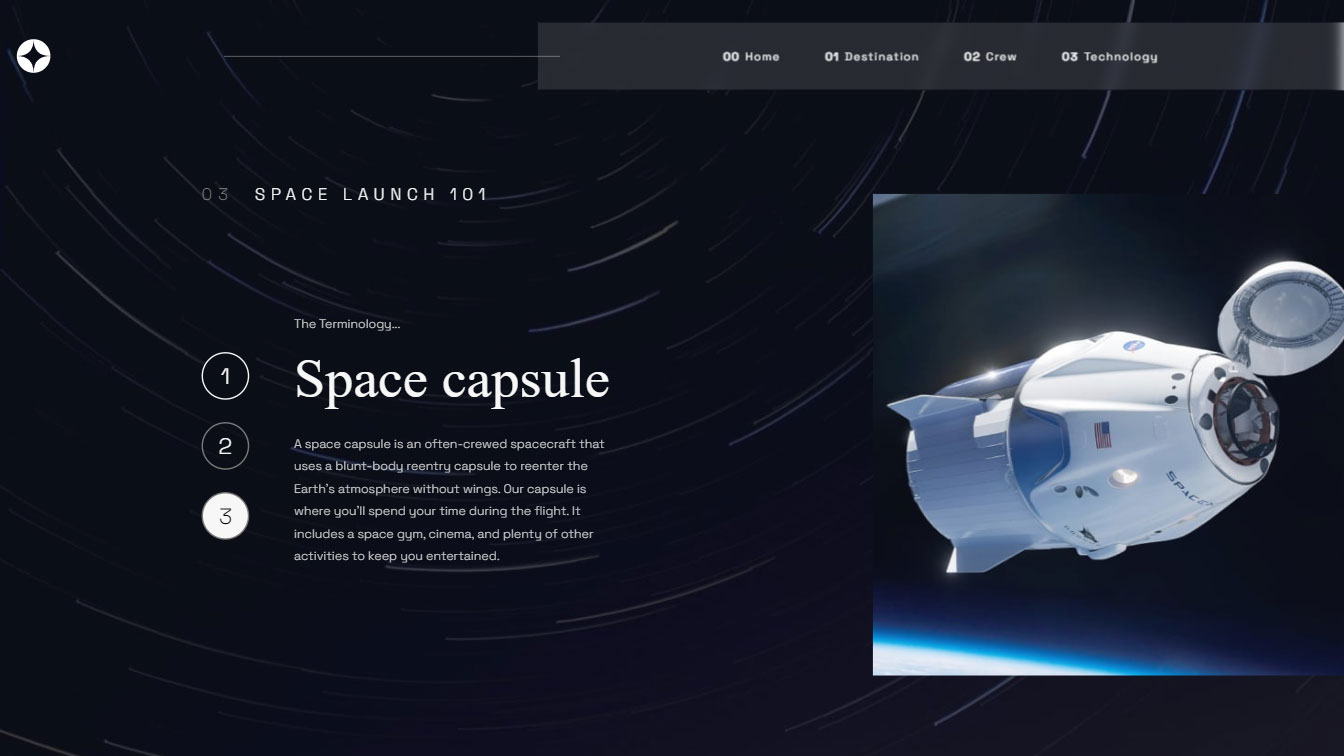 00 Home 01 Destination 02 Crew 03 Technology
03 SPACE LAUNCH 101
The Terminology...
1
Space capsule
2
A space capsule is an often-crewed spacecraft that
uses a blunt-body reentry capsule to reenter the
Earth's atmosphere without wings. Our capsule is
3
where you'll spend your time during the flight. It
includes a space gym, cinema, and plenty of other
activities to keep you entertained.
NASA
SPACEX